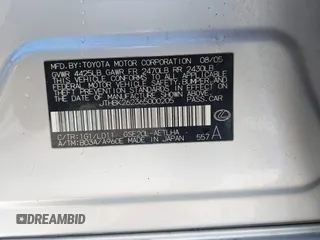 MFD. BY: TOYOTA MOTOR CORPORATION 08/05
GVWR 4425LB GAWR FR 2470LB RR 2430LB
THIS VEHICLE CONFORMS TO ALL APPLICABLE
FEDERAL MOTOR VEHICLE SAFETY, BUMPER, AND
THEFT PREVENTION STANDARDS IN EFFECT ON
THE DATE OF MANUFACTURE SHOWN ABOVE.
JTHBK262365000205 PASS.CAR
C/TR:1G1/LD11 GSE20L-AETLHA
A/TM:B03A/A960E MADE IN JAPAN 557
A
DREAMBID